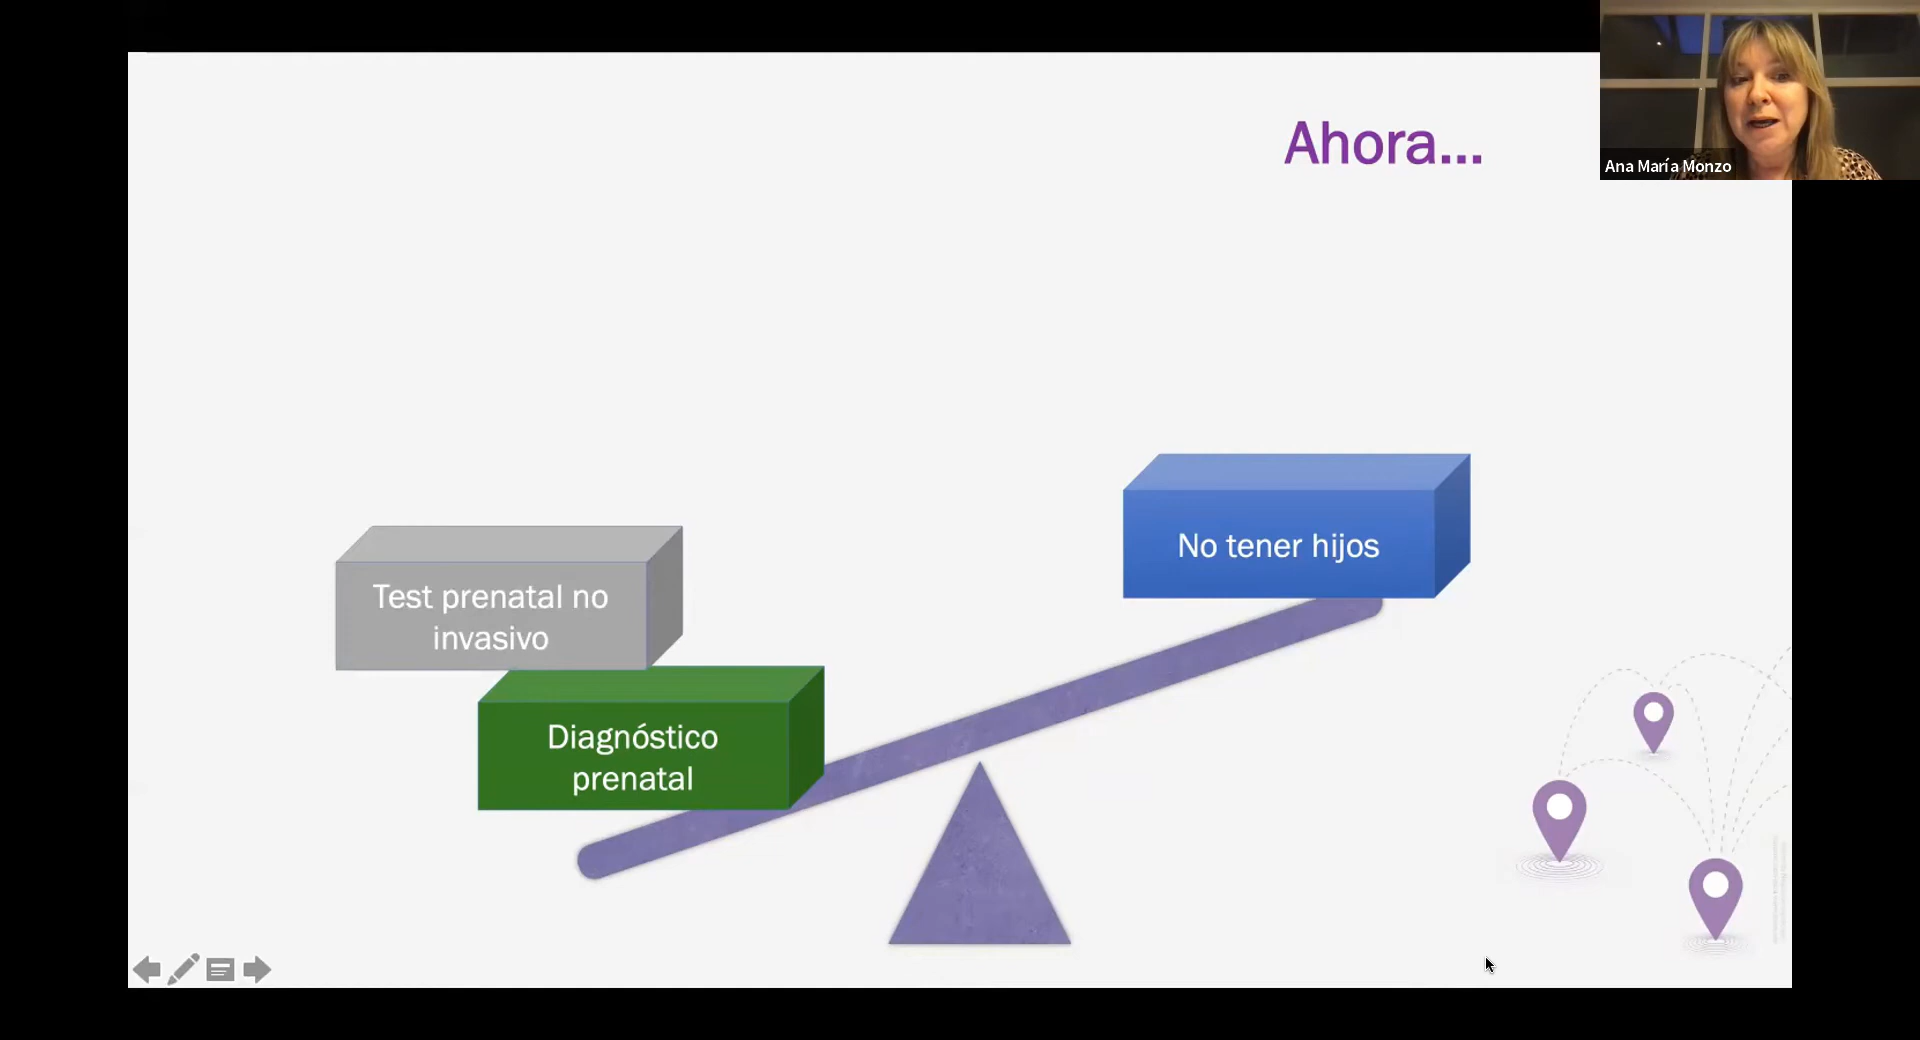 Ahora...
Ana María Monzo
No tener hijos
Test prenatal no
invasivo
Diagnóstico
prenatal